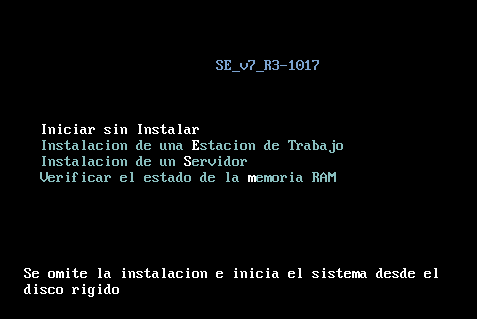 SE_v7_R3-1017
Iniciar sin Instalar
Instalacion de una Estacion de Trabajo
Instalacion de un Servidor
Verificar el estado de la memoria RAM
Se omite la instalacion e inicia el sistema desde el
disco rigido